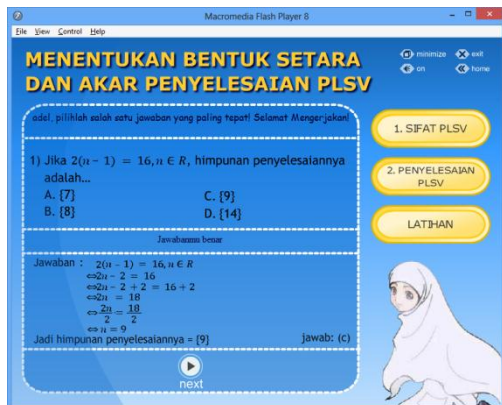 Macromedia Flash Player 8
File View Control Help
MENENTUKAN BENTUK SETARA
DAN AKAR PENYELESAIAN PLSV
minimize exit
on home
adel, pilihlah salah satu jawaban yang paling tepat! Selamat Mengerjakan!
1) Jika 2(n − 1) = 16, n ∈ R, himpunan penyelesaiannya
adalah...
A. {7} C. {9}
B. {8} D. {14}
Jawabanmu benar
Jawaban : 2(n − 1) = 16, n ∈ R
⇔2n − 2 = 16
⇔2n − 2 + 2 = 16 + 2
⇔2n = 18
⇔ 2n/2 = 18/2
⇔ n = 9
Jadi himpunan penyelesaiannya = [9] jawab: (c)
next
1. SIFAT PLSV
2. PENYELESAIAN
PLSV
LATIHAN